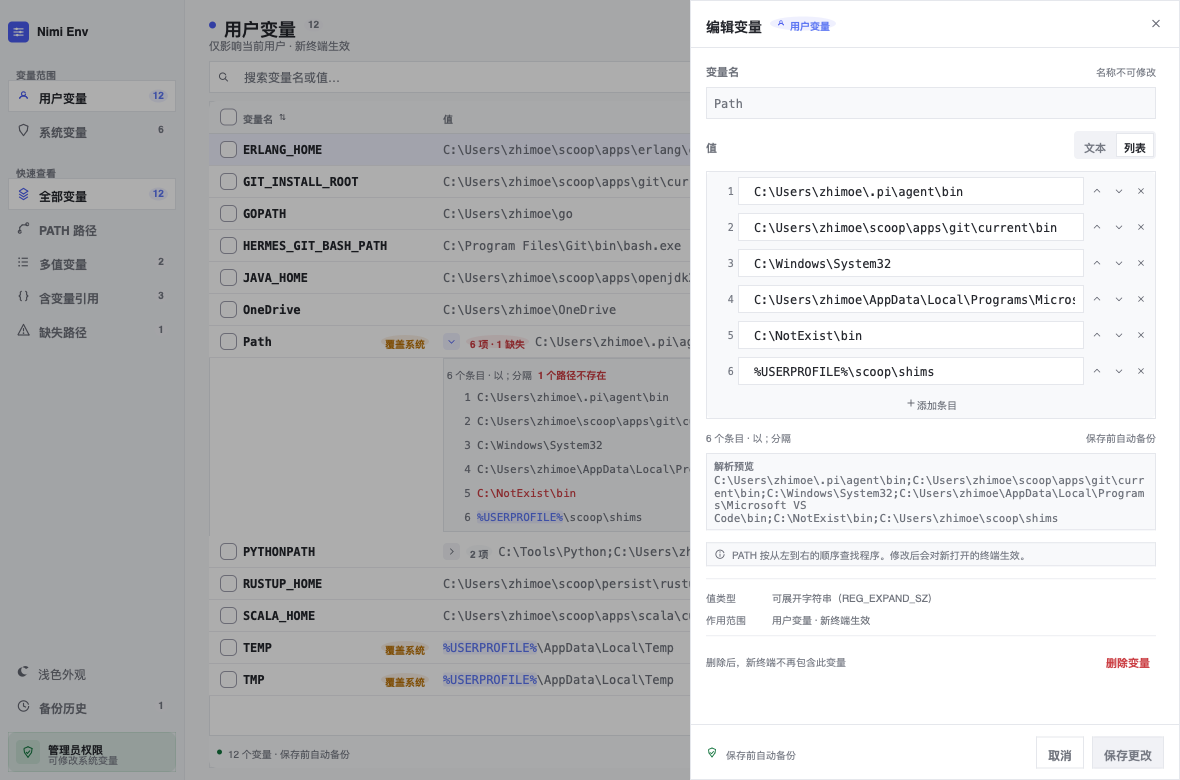 Nimi Env
变量范围
用户变量 12
系统变量 6
快速查看
全部变量 12
PATH 路径
多值变量 2
含变量引用 3
缺失路径 1
浅色外观
备份历史 1
管理员权限
可修改系统变量
用户变量 12
仅影响当前用户 · 新终端生效
搜索变量名或值...
变量名 值
ERLANG_HOME C:\Users\zhimoe\scoop\apps\erlang\
GIT_INSTALL_ROOT C:\Users\zhimoe\scoop\apps\git\cur
GOPATH C:\Users\zhimoe\go
HERMES_GIT_BASH_PATH C:\Program Files\Git\bin\bash.exe
JAVA_HOME C:\Users\zhimoe\scoop\apps\openjdk
OneDrive C:\Users\zhimoe\OneDrive
Path 覆盖系统 6 项 · 1 缺失 C:\Users\zhimoe\.pi\ag
6 个条目 · 以 ; 分隔 1 个路径不存在
1 C:\Users\zhimoe\.pi\agent\bin
2 C:\Users\zhimoe\scoop\apps\git\c
3 C:\Windows\System32
4 C:\Users\zhimoe\AppData\Local\Pr
5 C:\NotExist\bin
6 %USERPROFILE%\scoop\shims
PYTHONPATH 2 项 C:\Tools\Python;C:\Users\zh
RUSTUP_HOME C:\Users\zhimoe\scoop\persist\rust
SCALA_HOME C:\Users\zhimoe\scoop\apps\scala\c
TEMP 覆盖系统 %USERPROFILE%\AppData\Local\Temp
TMP 覆盖系统 %USERPROFILE%\AppData\Local\Temp
12 个变量 · 保存前自动备份
编辑变量 用户变量
变量名 名称不可修改
Path
值 文本 列表
1 C:\Users\zhimoe\.pi\agent\bin
2 C:\Users\zhimoe\scoop\apps\git\current\bin
3 C:\Windows\System32
4 C:\Users\zhimoe\AppData\Local\Programs\Micros
5 C:\NotExist\bin
6 %USERPROFILE%\scoop\shims
+ 添加条目
6 个条目 · 以 ; 分隔 保存前自动备份
解析预览
C:\Users\zhimoe\.pi\agent\bin;C:\Users\zhimoe\scoop\apps\git\curr
ent\bin;C:\Windows\System32;C:\Users\zhimoe\AppData\Local\Program
s\Microsoft VS
Code\bin;C:\NotExist\bin;C:\Users\zhimoe\scoop\shims
PATH 按从左到右的顺序查找程序。修改后会对新打开的终端生效。
值类型 可展开字符串（REG_EXPAND_SZ）
作用范围 用户变量 · 新终端生效
删除后，新终端不再包含此变量 删除变量
保存前自动备份 取消 保存更改